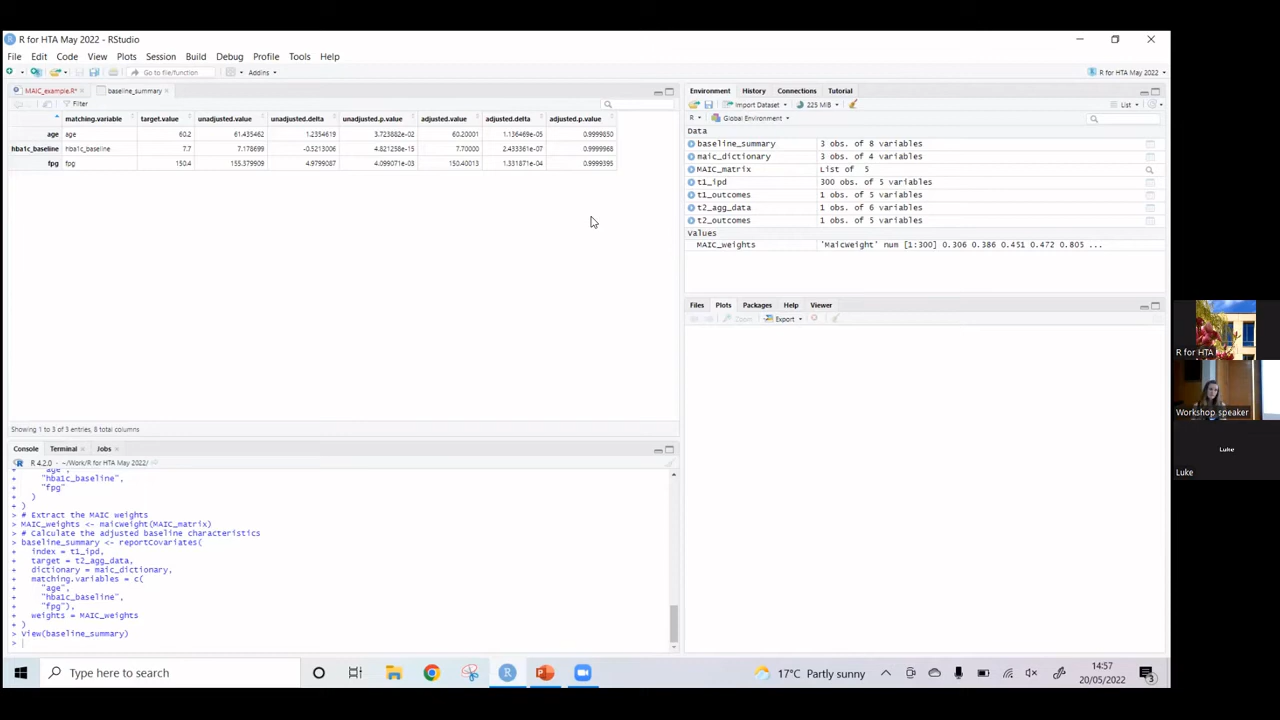 R for HTA May 2022 - RStudio
File Edit Code View Plots Session Build Debug Profile Tools Help
Go to file/function Addins R for HTA May 2022
MAIC_example.R* baseline_summary
Filter
matching.variable target.value unadjusted.value unadjusted.delta unadjusted.p.value adjusted.value adjusted.delta adjusted.p.value
age age 60.2 61.435462 1.2354619 3.723882e-02 60.20001 1.136469e-05 0.9999850
hba1c_baseline hba1c_baseline 7.7 7.178699 -0.5213006 4.821258e-15 7.70000 2.433361e-07 0.9999968
fpg fpg 150.4 155.379909 4.9799087 4.099071e-03 150.40013 1.331871e-04 0.9999395
Showing 1 to 3 of 3 entries, 8 total columns
Environment History Connections Tutorial
Import Dataset 225 MiB List
R Global Environment
Data
baseline_summary 3 obs. of 8 variables
maic_dictionary 3 obs. of 4 variables
MAIC_matrix List of 5
t1_ipd 300 obs. of 5 variables
t1_outcomes 1 obs. of 5 variables
t2_agg_data 1 obs. of 6 variables
t2_outcomes 1 obs. of 5 variables
Values
MAIC_weights 'MaicWeight' num [1:300] 0.306 0.386 0.451 0.472 0.805 ...
Files Plots Packages Help Viewer
Zoom Export
Console Terminal Jobs
R 4.2.0 · ~/Work/R for HTA May 2022/
+ "age",
+ "hba1c_baseline",
+ "fpg"
+ )
+ )
> # Extract the MAIC weights
> MAIC_weights <- maicWeight(MAIC_matrix)
> # Calculate the adjusted baseline characteristics
> baseline_summary <- reportCovariates(
+ index = t1_ipd,
+ target = t2_agg_data,
+ dictionary = maic_dictionary,
+ matching.variables = c(
+ "age",
+ "hba1c_baseline",
+ "fpg"),
+ weights = MAIC_weights
+ )
> View(baseline_summary)
>
R for HTA
Workshop speaker
Luke
Luke
Type here to search
17°C Partly sunny
14:57
20/05/2022
3